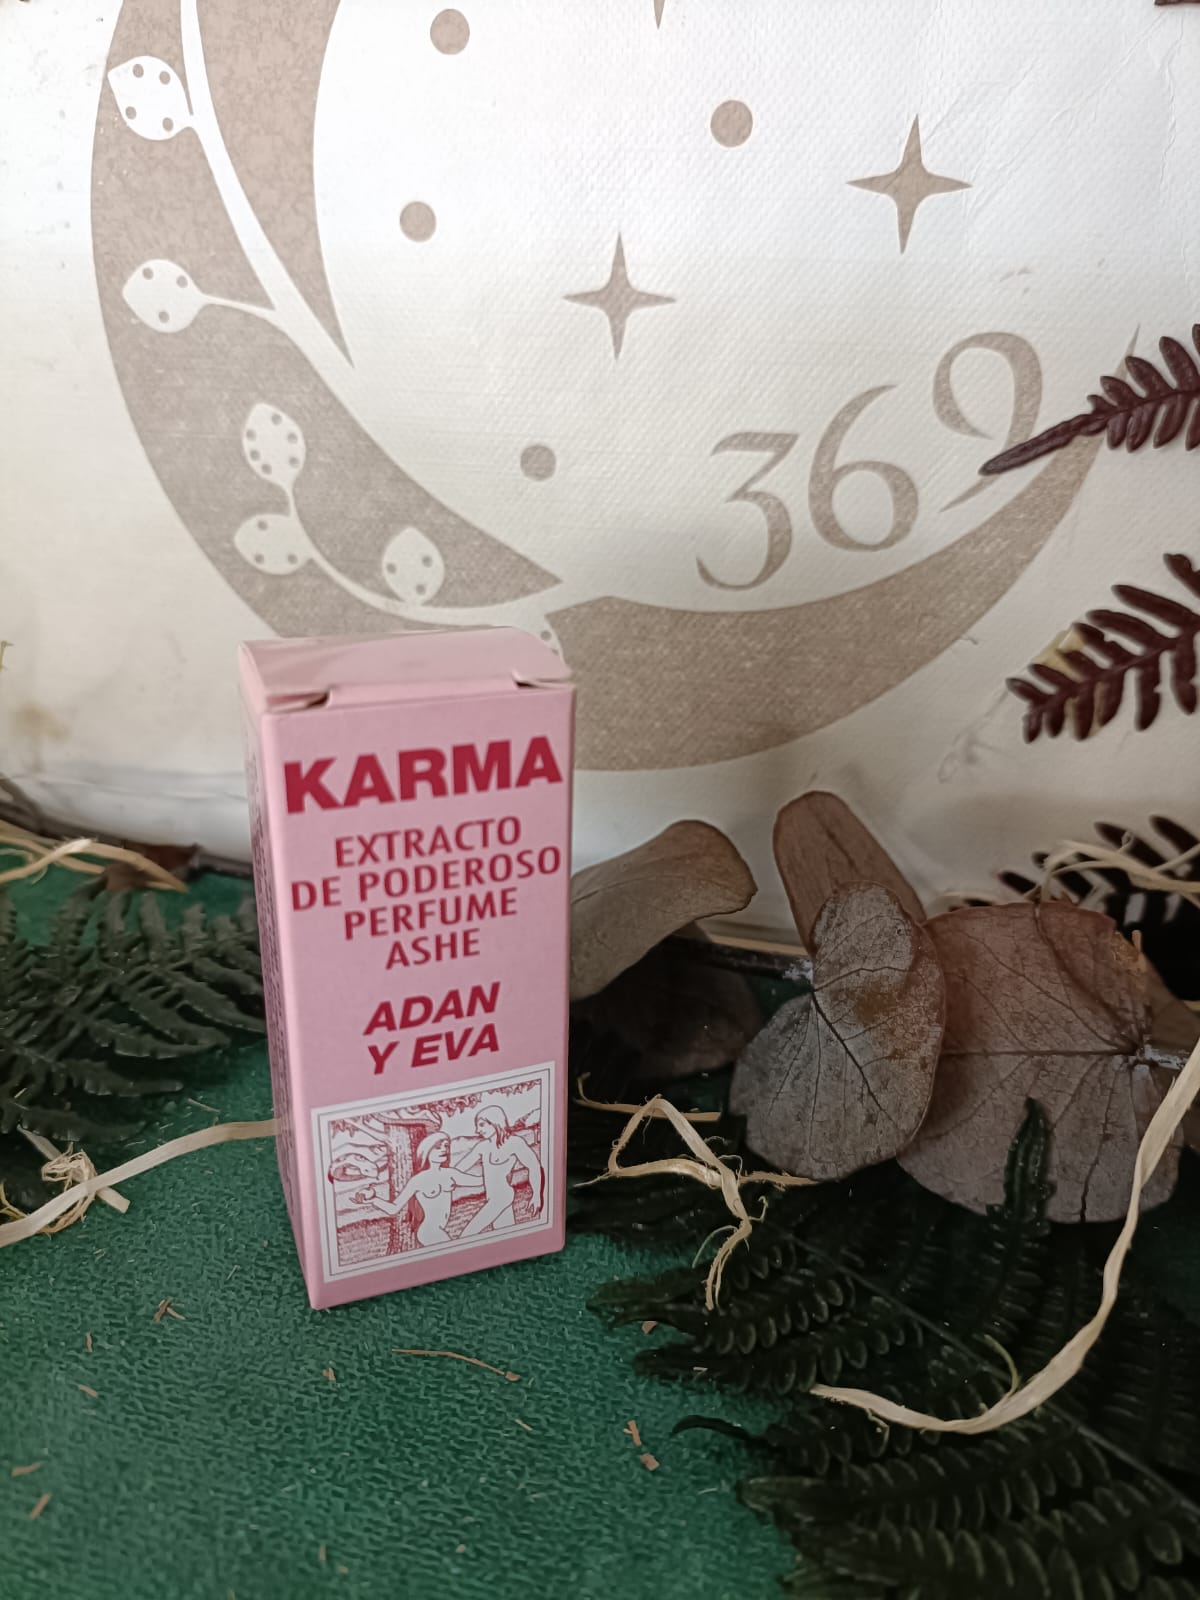 369
KARMA
EXTRACTO
DE PODEROSO
PERFUME
ASHE
ADAN
Y EVA